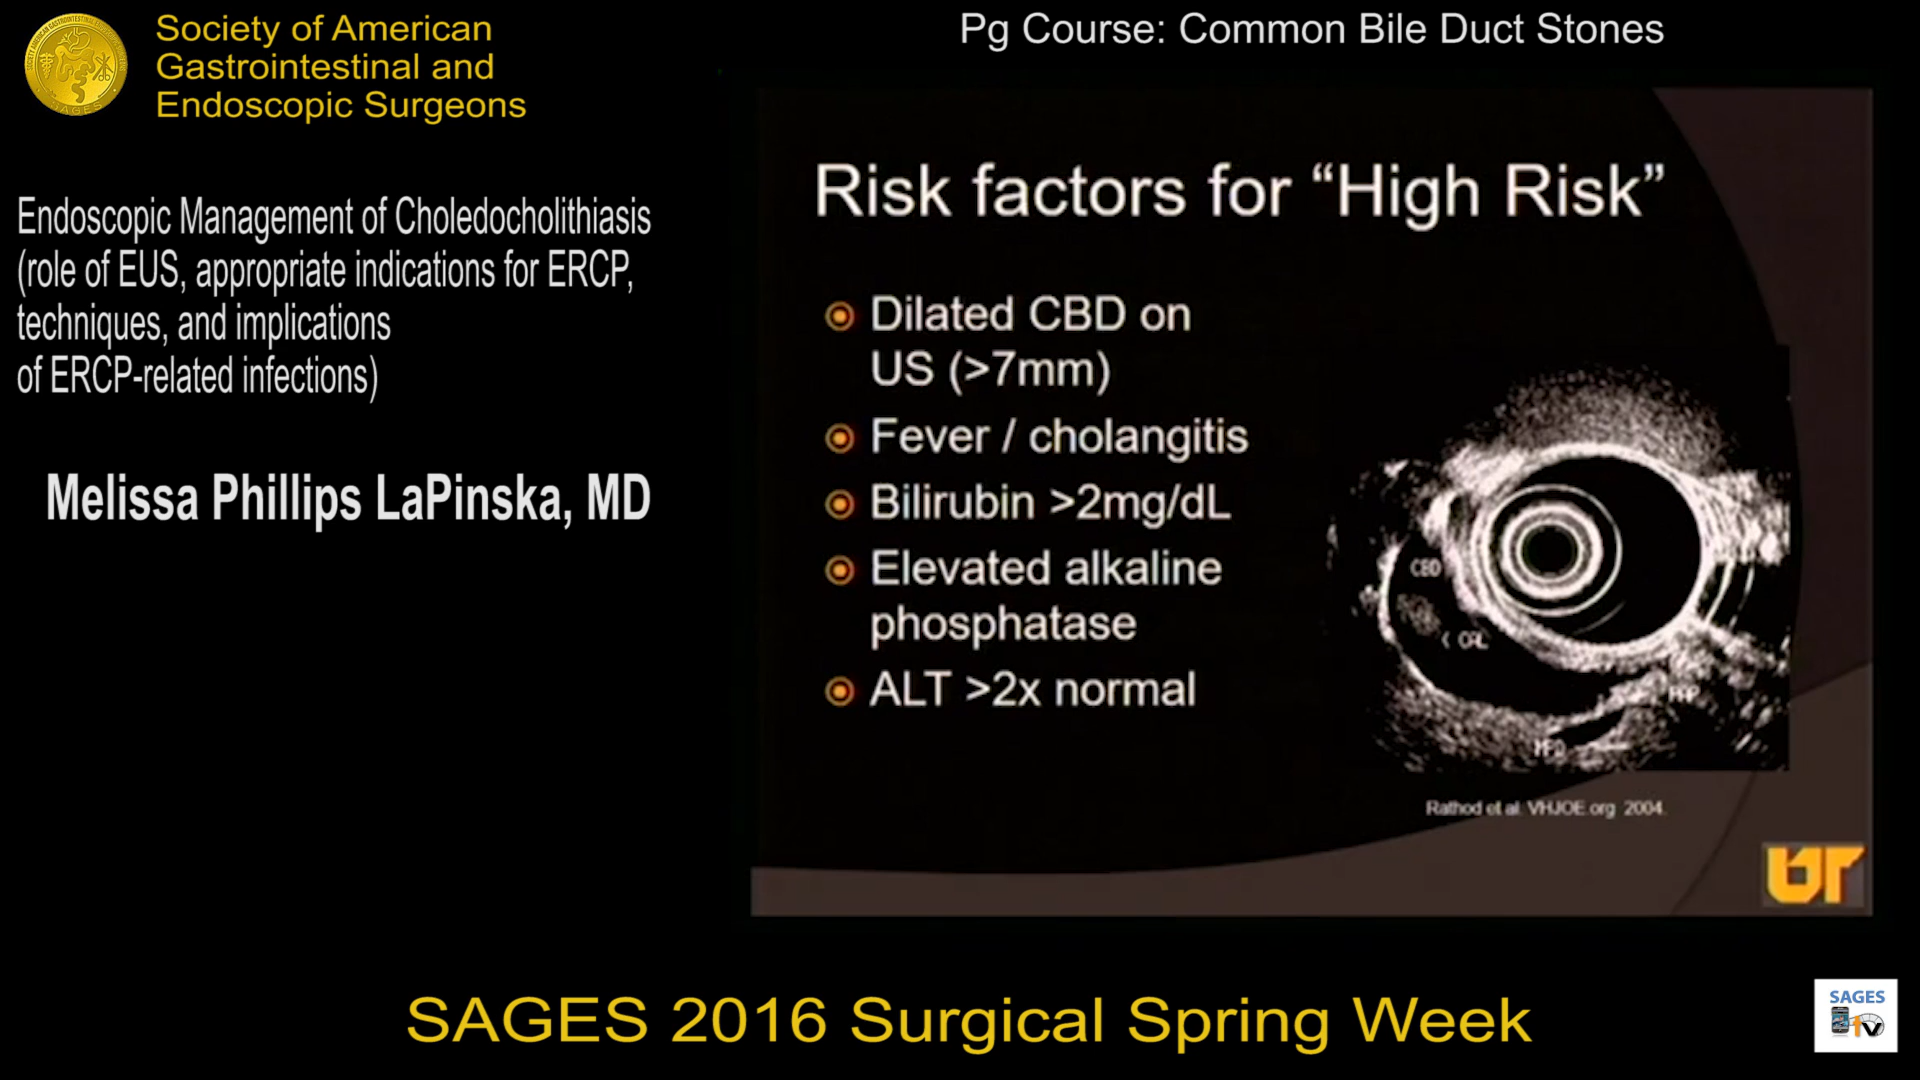 Society of American
Gastrointestinal and
Endoscopic Surgeons
Pg Course: Common Bile Duct Stones
Endoscopic Management of Choledocholithiasis
(role of EUS, appropriate indications for ERCP,
techniques, and implications
of ERCP-related infections)
Melissa Phillips LaPinska, MD
Risk factors for “High Risk”
Dilated CBD on
US (>7mm)
Fever / cholangitis
Bilirubin >2mg/dL
Elevated alkaline
phosphatase
ALT >2x normal
CBD
MPD
Rathod et al. VHJOE.org 2004.
UT
SAGES 2016 Surgical Spring Week
SAGES
tv